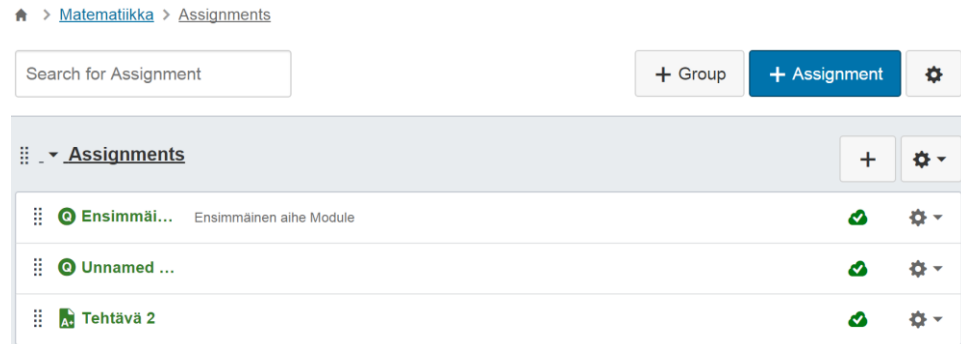 > Matematiikka > Assignments
Search for Assignment + Group + Assignment
Assignments +
Q Ensimmäi... Ensimmäinen aihe Module
Q Unnamed ...
A+ Tehtävä 2